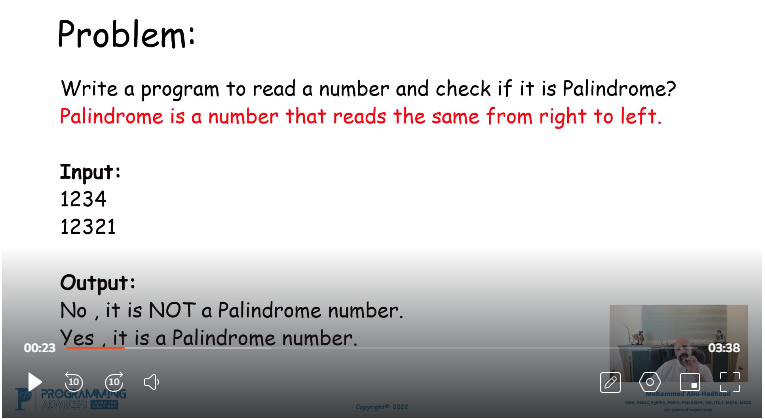 Problem:
Write a program to read a number and check if it is Palindrome?
Palindrome is a number that reads the same from right to left.
Input:
1234
12321
Output:
No , it is NOT a Palindrome number.
Yes , it is a Palindrome number.
00:23
03:38
10
10
PROGRAMMING
ADVICES
Copyright© 2022
Mohammed Abu-Hadhoud